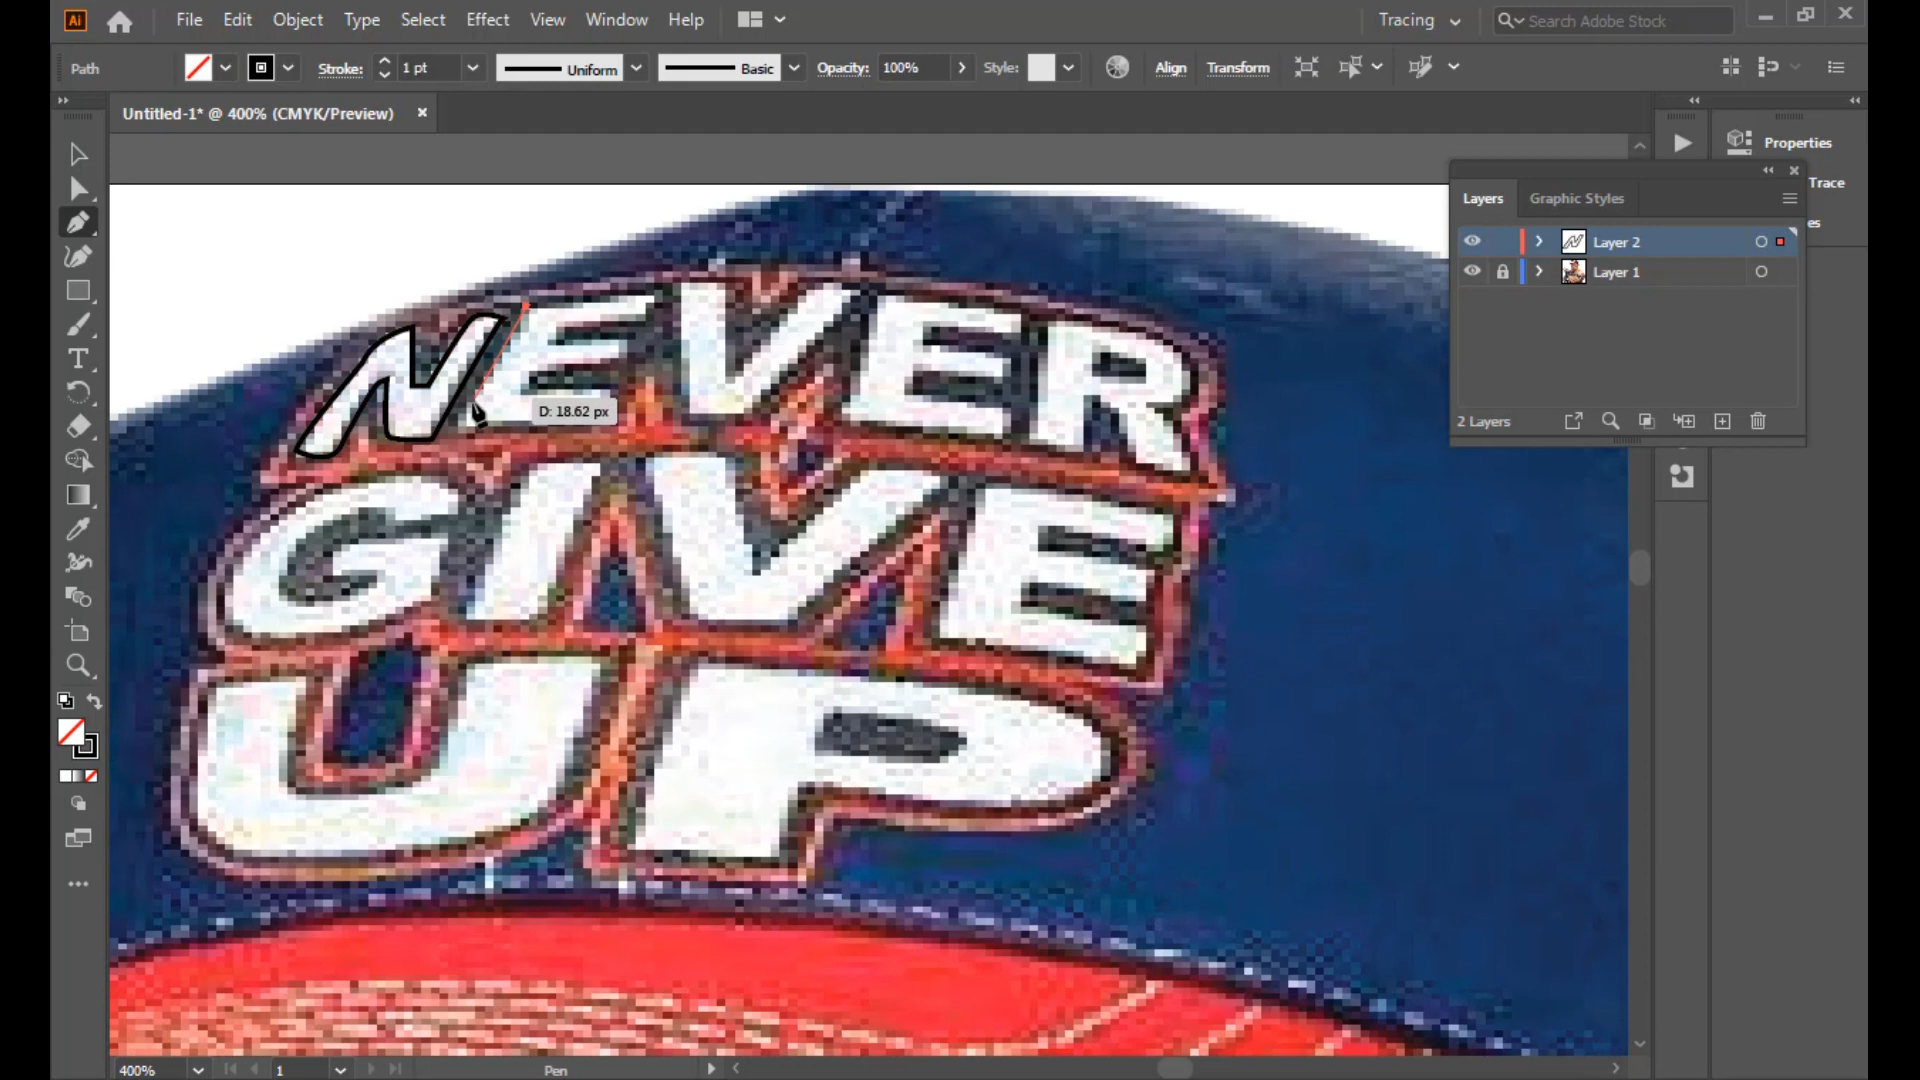 Ai File Edit Object Type Select Effect View Window Help Tracing Search Adobe Stock
Path Stroke: 1 pt Uniform Basic Opacity: 100% Style: Align Transform
Untitled-1* @ 400% (CMYK/Preview)
Properties
Trace
es
Layers Graphic Styles
Layer 2
Layer 1
2 Layers
D: 18.62 px
NEVER
GIVE
UP
400% 1 Pen